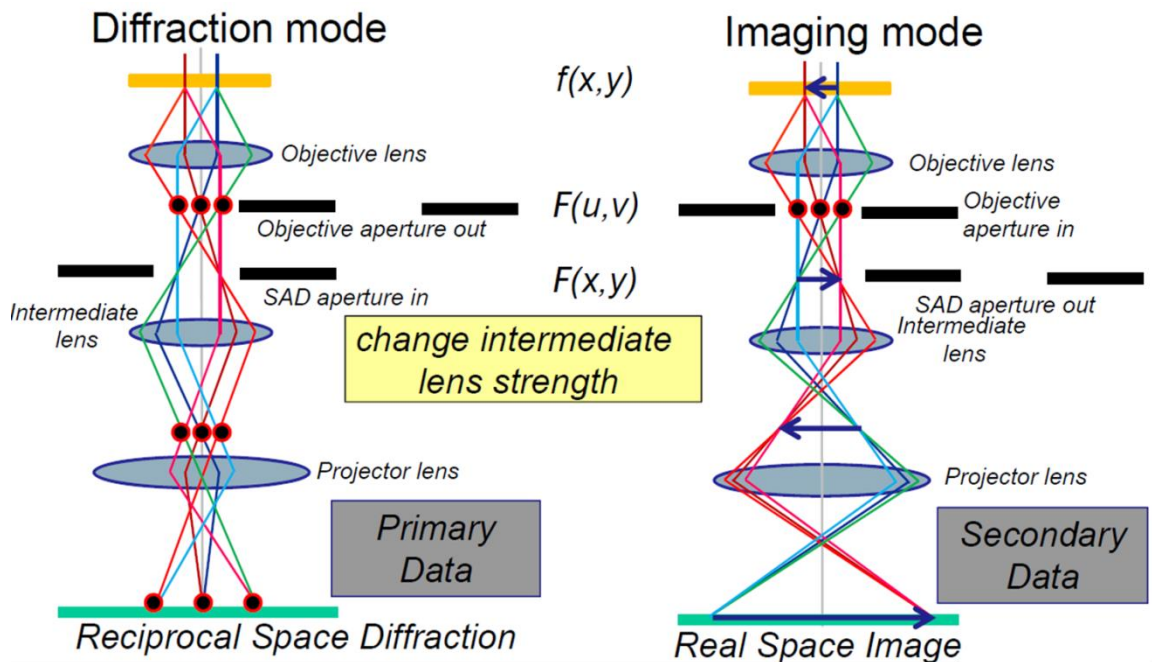 Diffraction mode
Imaging mode
f(x,y)
Objective lens
Objective lens
F(u,v)
Objective aperture out
Objective
aperture in
F(x,y)
SAD aperture in
SAD aperture out
Intermediate
lens
Intermediate
lens
change intermediate
lens strength
Projector lens
Projector lens
Primary
Data
Secondary
Data
Reciprocal Space Diffraction
Real Space Image